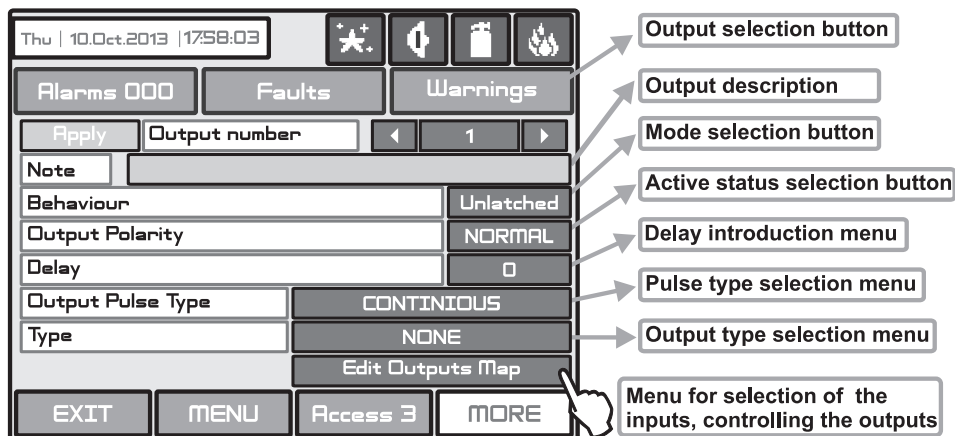 Thu | 10.Oct.2013 |17:58:03
Alarms 000
Faults
Warnings
Apply
Output number
1
Note
Behaviour
Unlatched
Output Polarity
NORMAL
Delay
0
Output Pulse Type
CONTINIOUS
Type
NONE
Edit Outputs Map
EXIT
MENU
Access 3
MORE
Output selection button
Output description
Mode selection button
Active status selection button
Delay introduction menu
Pulse type selection menu
Output type selection menu
Menu for selection of the
inputs, controlling the outputs